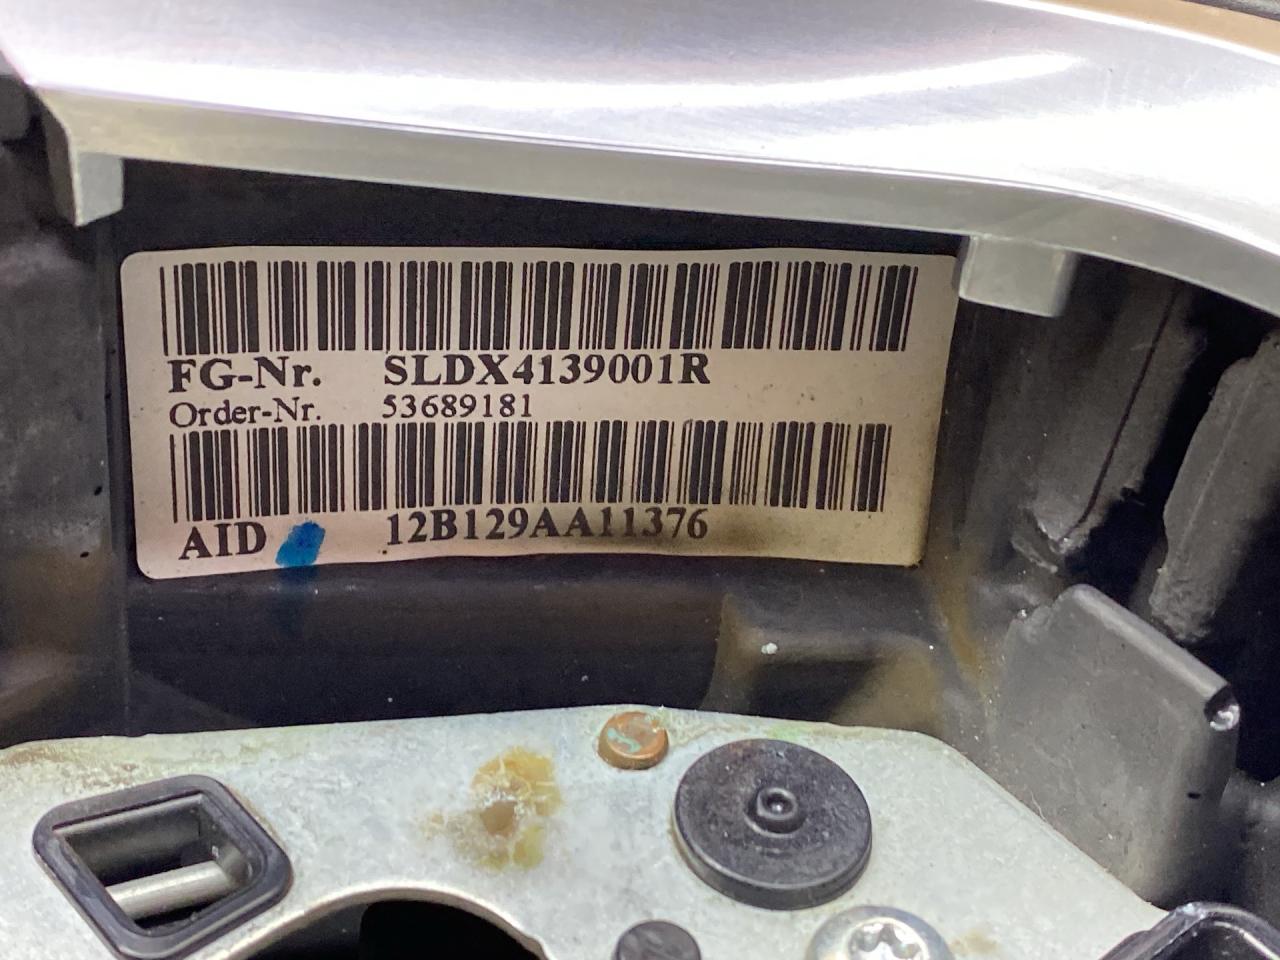 FG-Nr. SLDX4139001R
Order-Nr. 53689181
AID 12B129AA11376